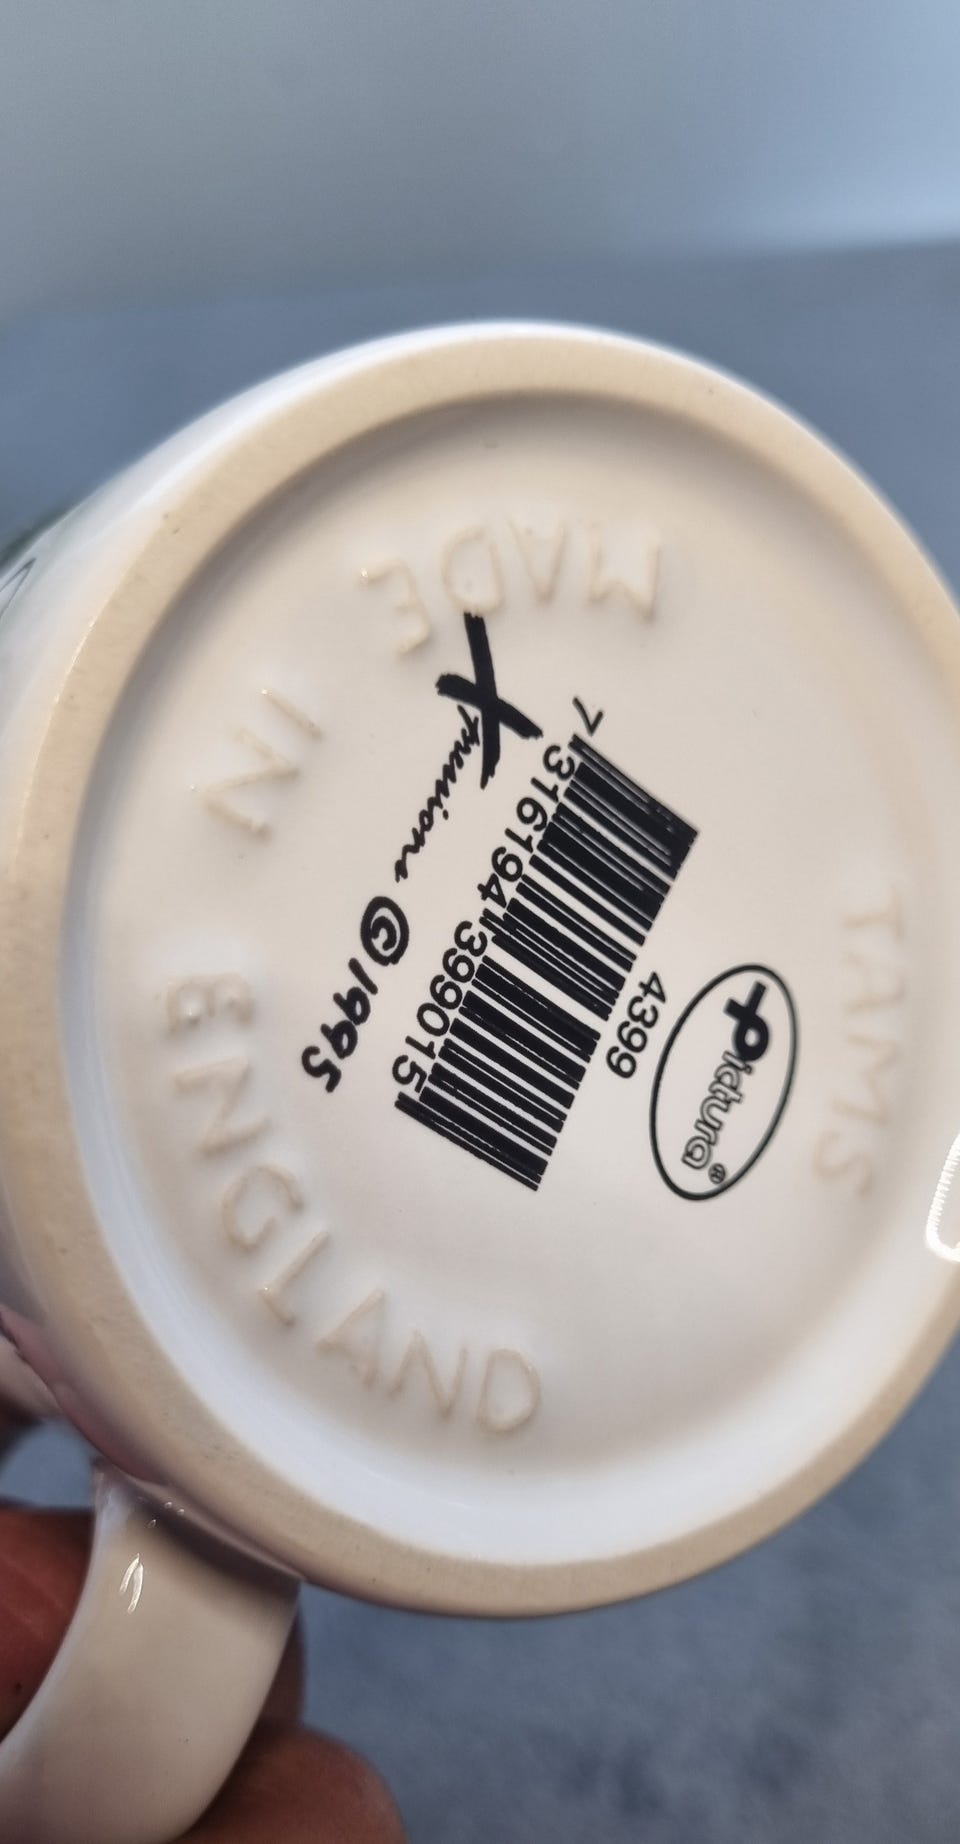 TAMS
MADE IN ENGLAND
Pictura®
4399
7 316194 399015
Xpressions ©1995